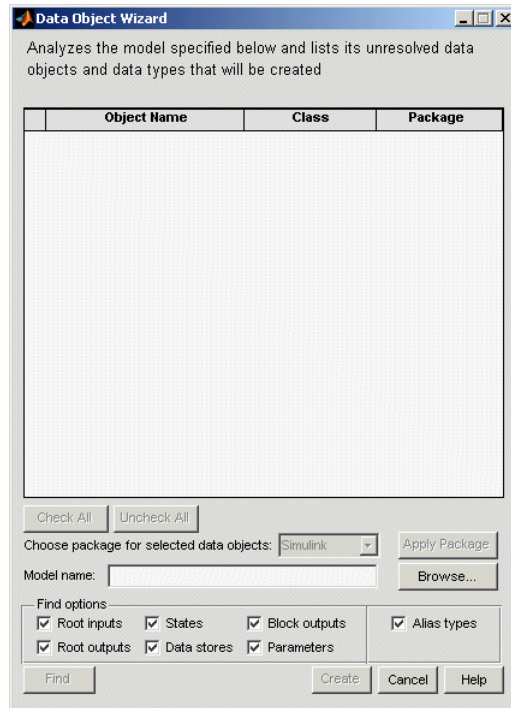 Data Object Wizard
Analyzes the model specified below and lists its unresolved data
objects and data types that will be created
Object Name Class Package
Check All Uncheck All
Choose package for selected data objects: Simulink Apply Package
Model name: Browse...
Find options
Root inputs States Block outputs Alias types
Root outputs Data stores Parameters
Find Create Cancel Help